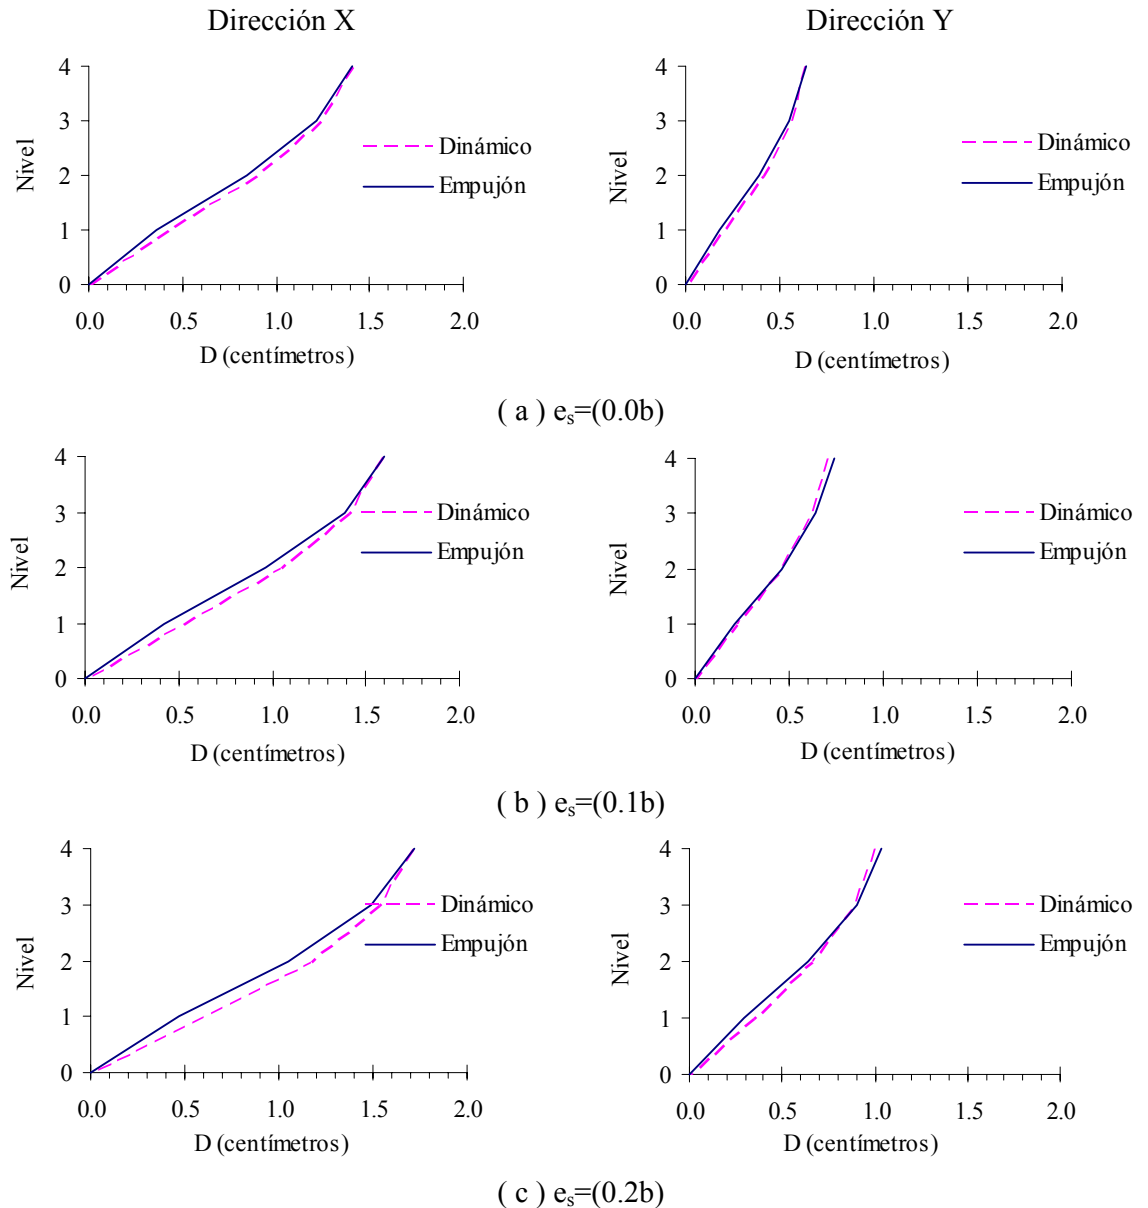 Dirección X
Dirección Y
4
3
2
1
0
Nivel
Dinámico
Empujón
0.0 0.5 1.0 1.5 2.0
D (centímetros)
4
3
2
1
0
Nivel
Dinámico
Empujón
0.0 0.5 1.0 1.5 2.0
D (centímetros)
( a ) es=(0.0b)
4
3
2
1
0
Nivel
Dinámico
Empujón
0.0 0.5 1.0 1.5 2.0
D (centímetros)
4
3
2
1
0
Nivel
Dinámico
Empujón
0.0 0.5 1.0 1.5 2.0
D (centímetros)
( b ) es=(0.1b)
4
3
2
1
0
Nivel
Dinámico
Empujón
0.0 0.5 1.0 1.5 2.0
D (centímetros)
4
3
2
1
0
Nivel
Dinámico
Empujón
0.0 0.5 1.0 1.5 2.0
D (centímetros)
( c ) es=(0.2b)